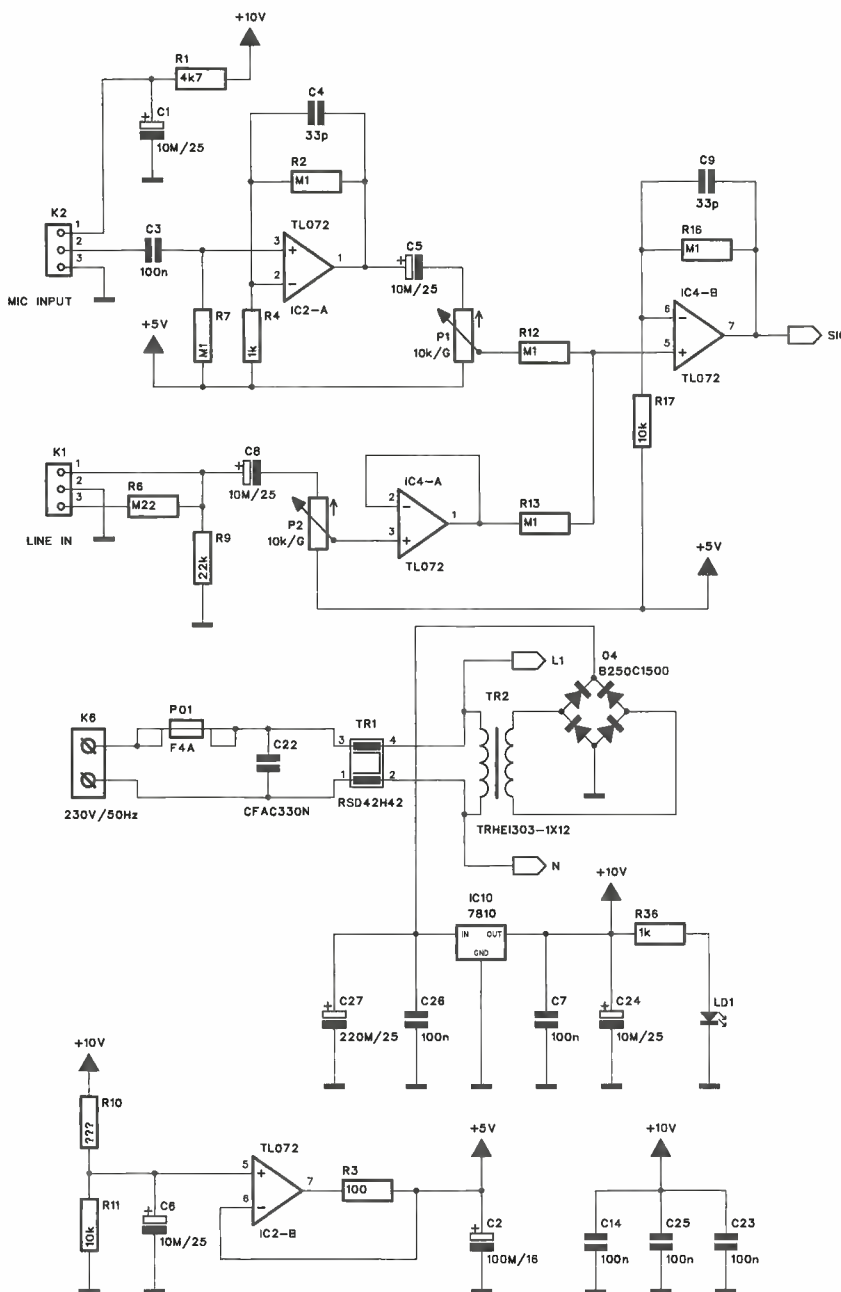 +10V
R1
4k7
C1
+
10M/25
C4
33p
R2
M1
K2
1
2
3
MIC INPUT
C3
100n
TL072
3
+
2
-
1
IC2-A
C5
+
10M/25
R7
M1
R4
1k
+5V
P1
10k/G
R12
M1
C9
33p
R16
M1
IC4-B
6
-
5
+
7
TL072
R17
10k
K1
1
2
3
LINE IN
R6
M22
R9
22k
C8
+
10M/25
P2
10k/G
IC4-A
2
-
3
+
1
TL072
R13
M1
+5V
K6
230V/50Hz
PO1
F4A
C22
CFAC330N
TR1
3
4
1
2
RSD42H42
L1
TR2
TRHEI303-1X12
N
B250C1500
IC10
7810
IN
OUT
GND
+10V
R36
1k
C27
+
220M/25
C26
100n
C7
100n
C24
+
10M/25
LD1
+10V
R10
???
R11
10k
C6
+
10M/25
TL072
5
+
6
-
7
IC2-B
R3
100
+5V
C2
+
100M/16
+10V
C14
100n
C25
100n
C23
100n